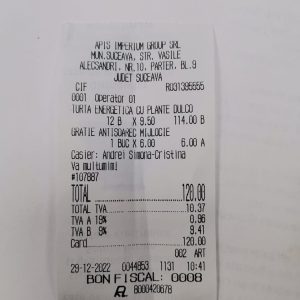 APIS IMPERIUM GROUP SRL
MUN.SUCEAVA, STR. VASILE
ALECSANDRI, NR.10, PARTER, BL.9
JUDET SUCEAVA
CIF RO31395555
0001 Operator 01
TURTA ENERGETICA CU PLANTE DULCO
12 B X 9.50 114.00 B
GRATIE ANTISOAREC MIJLOCIE
1 BUC X 6.00 6.00 A
Casier: Andrei Simona-Cristina
Va multumim!
#107887
TOTAL 120.00
TOTAL TVA 10.37
TVA A 19% 0.96
TVA B 9% 9.41
Card 120.00
002 ART
29-12-2022 0044853 1131 10:41
BON FISCAL: 0008
8000420678